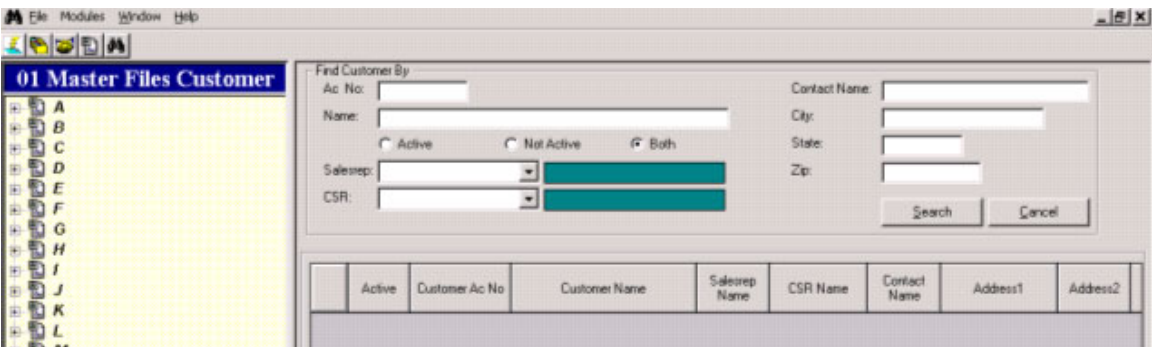 File Modules Window Help
01 Master Files Customer
A
B
C
D
E
F
G
H
I
J
K
L
Find Customer By
Ac No:
Name:
Active Not Active Both
Salesrep:
CSR:
Contact Name:
City:
State:
Zip:
Search Cancel
Active Customer Ac No Customer Name Salesrep Name CSR Name Contact Name Address1 Address2